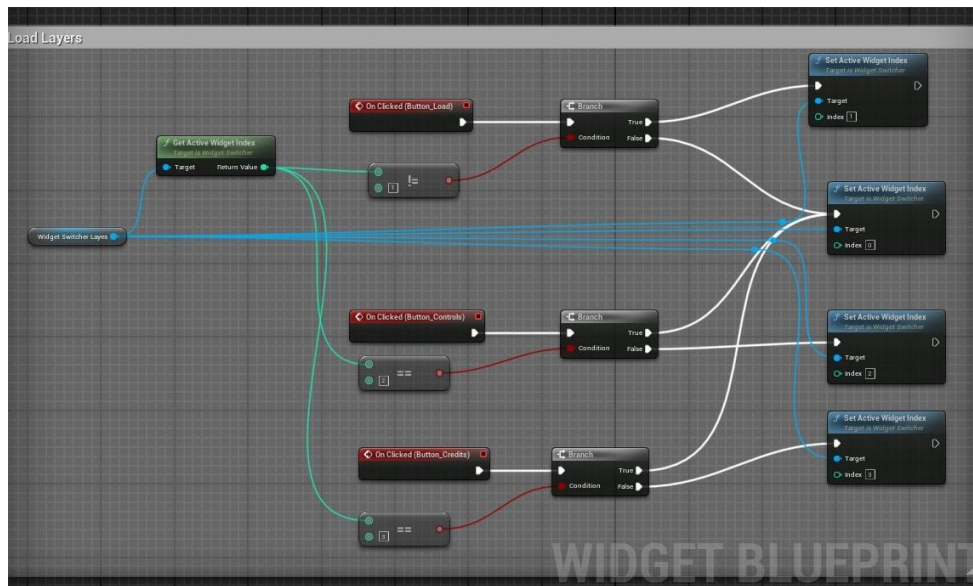 Load Layers
Set Active Widget Index
Target is Widget Switcher
Target
Index 1
On Clicked (Button_Load)
Branch
True
Condition False
Get Active Widget Index
Target is Widget Switcher
Target Return Value
1 !=
Set Active Widget Index
Target is Widget Switcher
Target
Index 0
Widget Switcher Layes
On Clicked (Button_Controls)
Branch
True
Condition False
Set Active Widget Index
Target is Widget Switcher
Target
Index 2
==
2
Set Active Widget Index
Target is Widget Switcher
Target
Index 3
On Clicked (Button_Credits)
Branch
True
Condition False
==
3
WIDGET BLUEPRINT